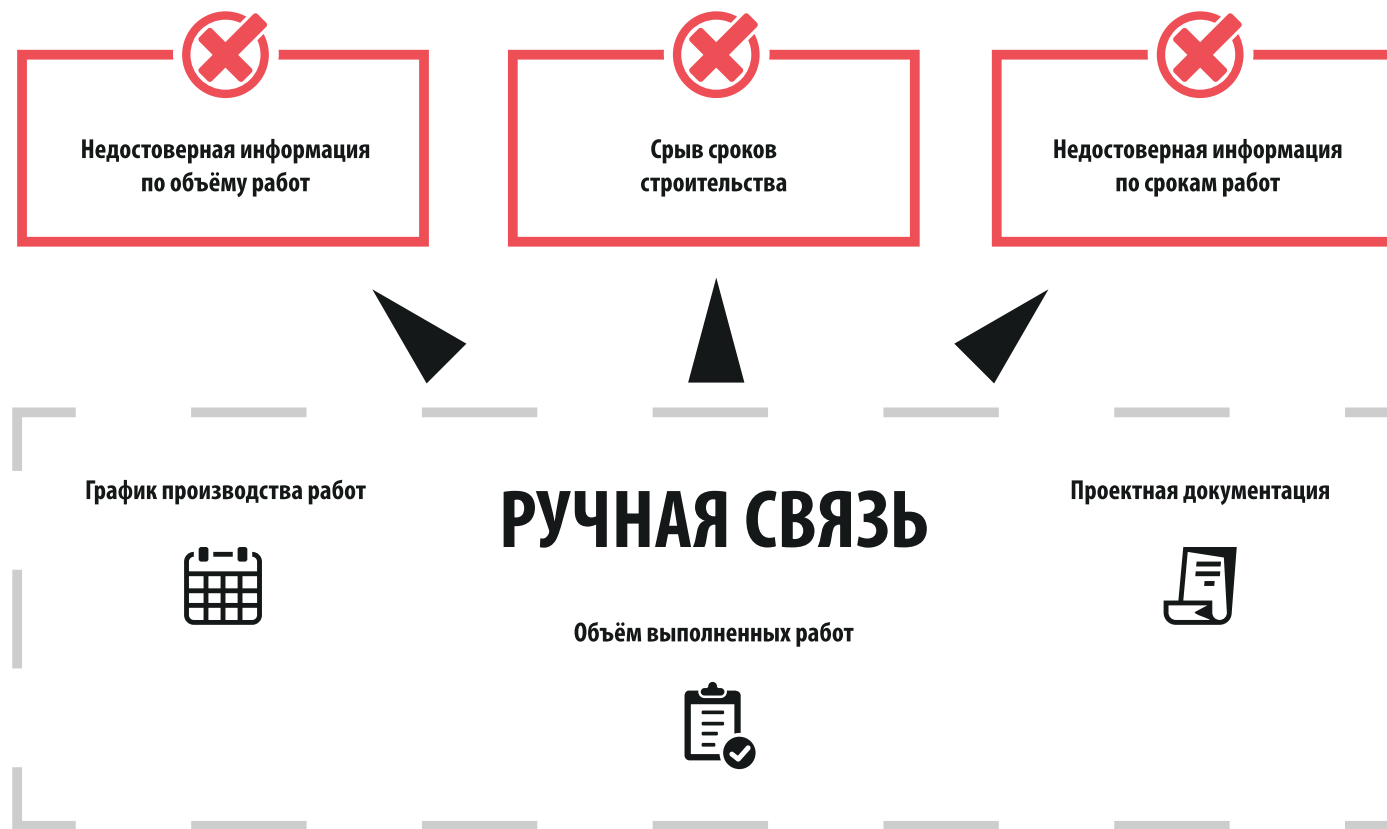 Недостоверная информация
по объёму работ
Срыв сроков
строительства
Недостоверная информация
по срокам работ
График производства работ
РУЧНАЯ СВЯЗЬ
Проектная документация
Объём выполненных работ